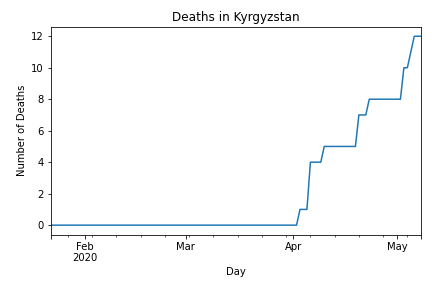 Deaths in Kyrgyzstan
Number of Deaths
12
10
8
6
4
2
0
Feb
2020
Mar
Apr
May
Day